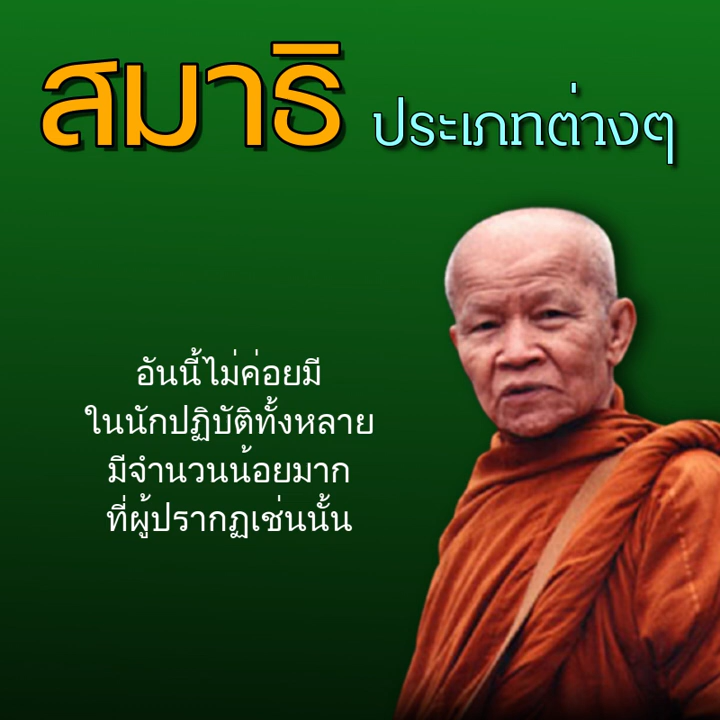 สมาธิ ประเภทต่างๆ
อันนี้ไม่ค่อยมี
ในนักปฏิบัติทั้งหลาย
มีจำนวนน้อยมาก
ที่ผู้ปรากฏเช่นนั้น